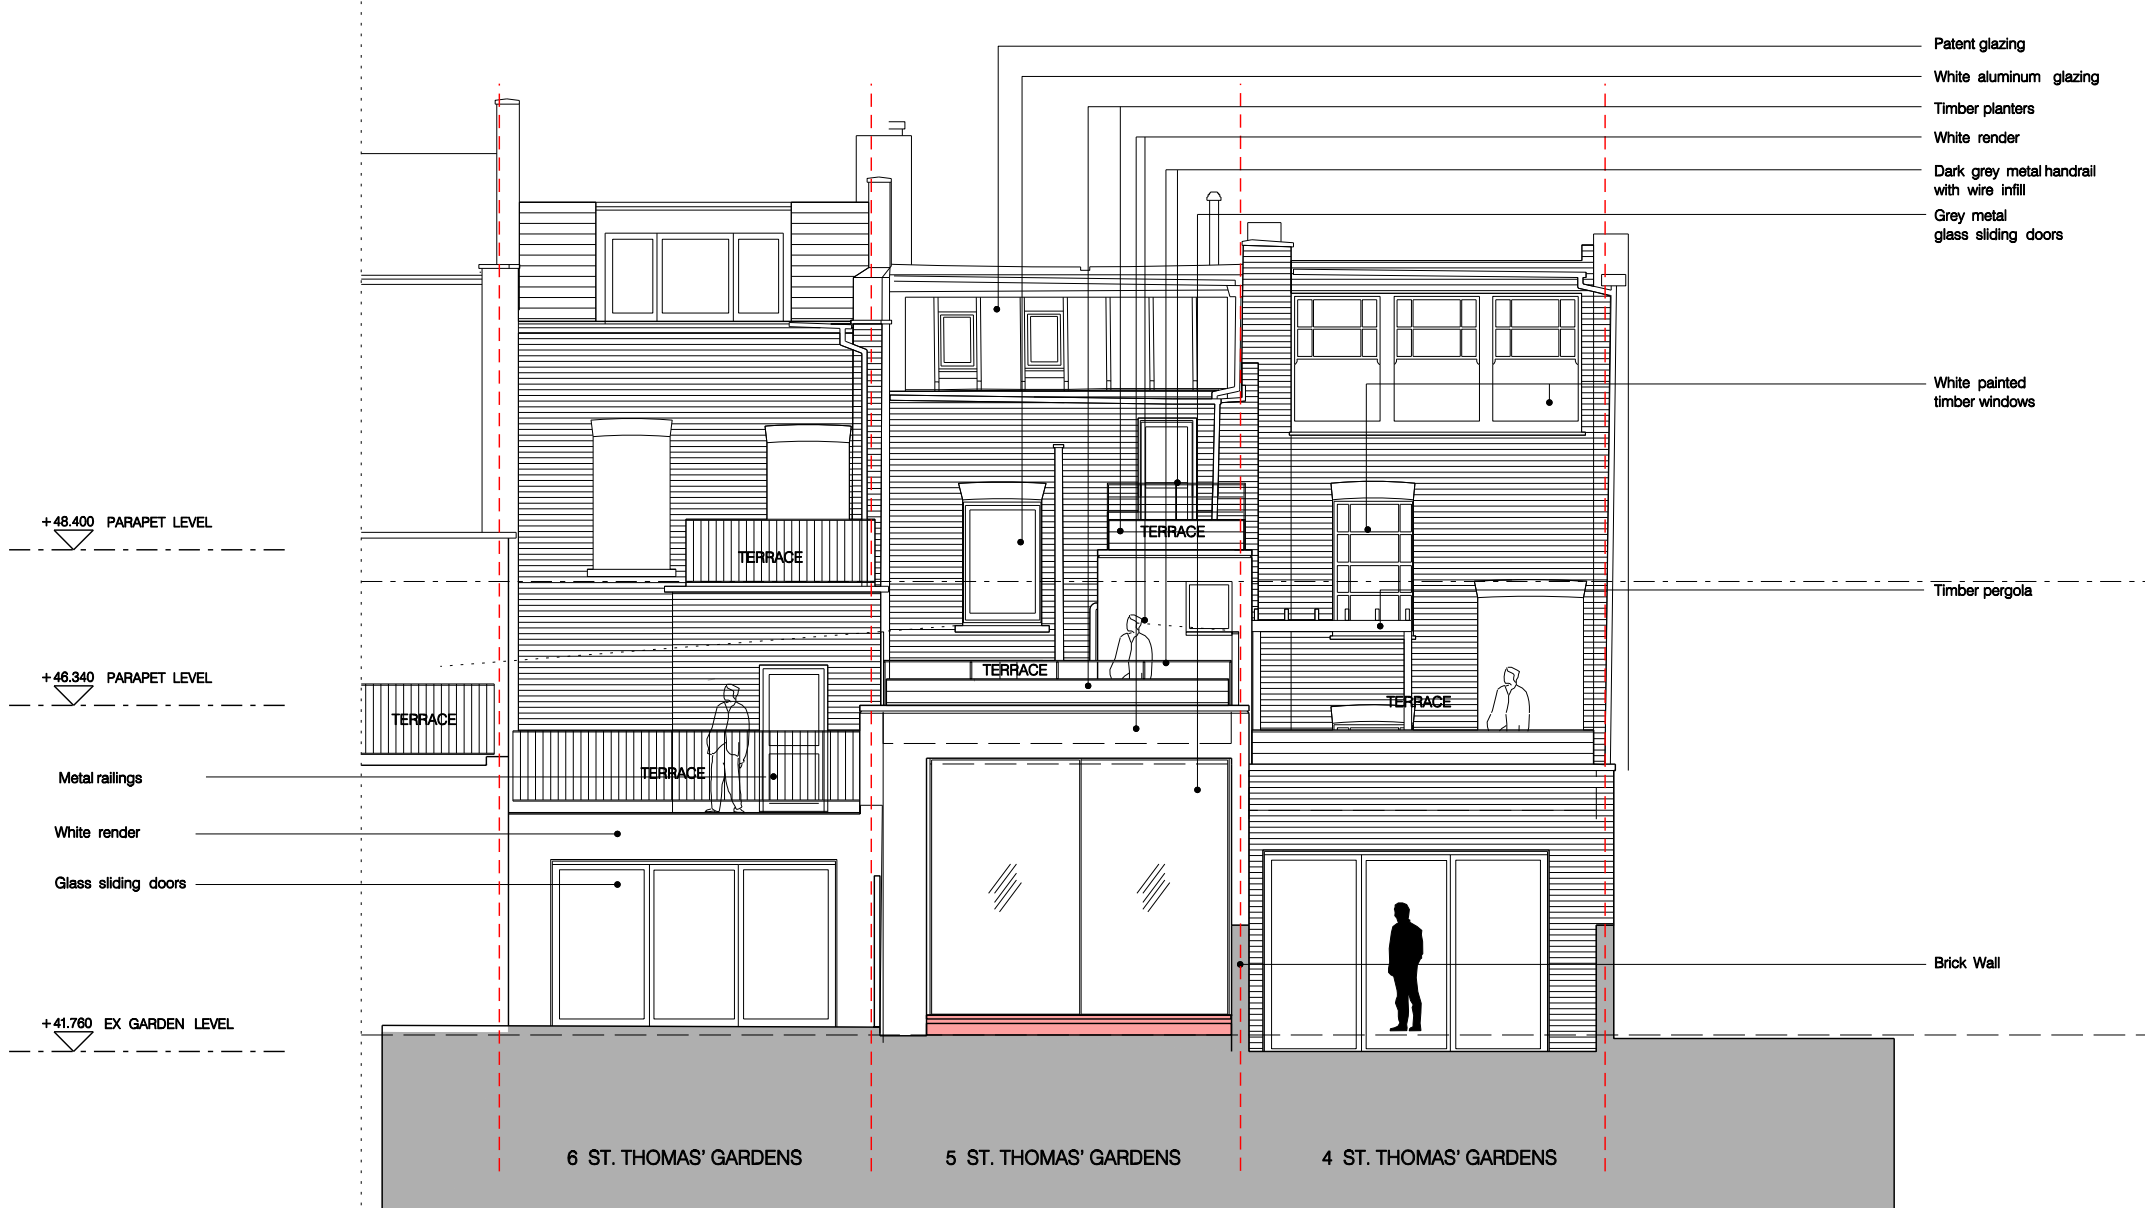 Patent glazing
White aluminum glazing
Timber planters
White render
Dark grey metal handrail
with wire infill
Grey metal
glass sliding doors
White painted
timber windows
+48.400 PARAPET LEVEL
TERRACE
TERRACE
Timber pergola
+46.340 PARAPET LEVEL
TERRACE
TERRACE
TERRACE
TERRACE
Metal railings
White render
Glass sliding doors
Brick Wall
+41.760 EX GARDEN LEVEL
6 ST. THOMAS' GARDENS
5 ST. THOMAS' GARDENS
4 ST. THOMAS' GARDENS